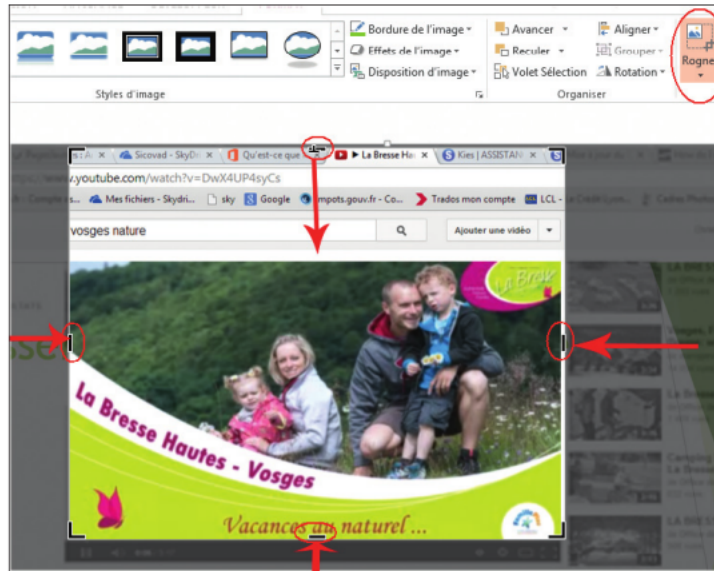 Bordure de l'image
Avancer
Aligner
Effets de l'image
Reculer
Grouper
Rogne
Disposition d'image
Volet Sélection
Rotation
Styles d'image
Organiser
Sicovad - SkyDr
Qu'est-ce que
La Bresse Ha
Kies | ASSISTAN
w.youtube.com/watch?v=DwX4UP4syCs
Mes fichiers - Skydri...
sky
Google
mpots.gouv.fr - Co...
Trados mon compte
LCL -
vosges nature
Ajouter une vidéo
La Bresse
La Bresse Hautes - Vosges
Vacances au naturel ...